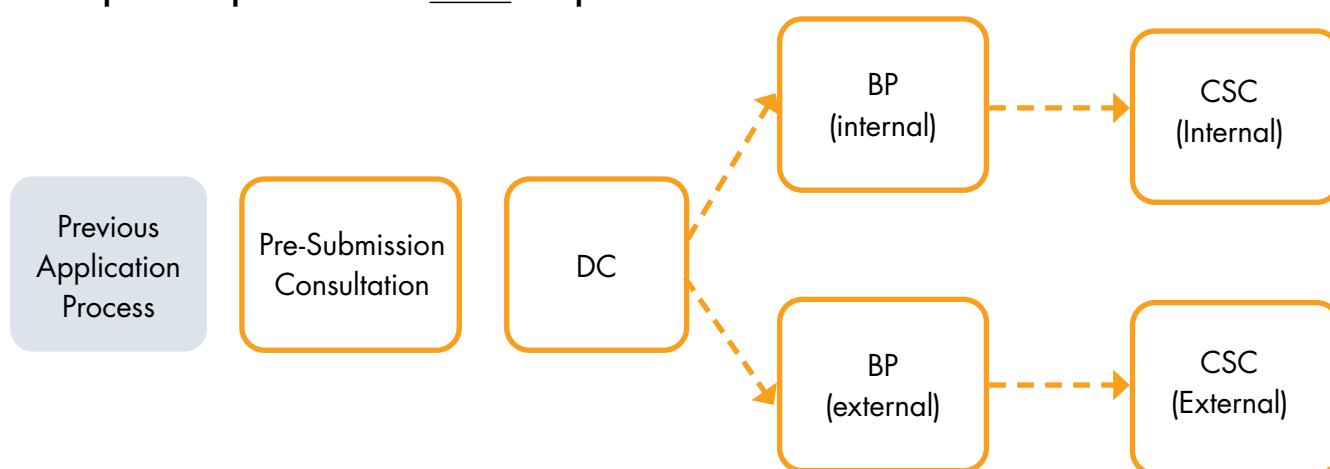 Previous
Application
Process
Pre-Submission
Consultation
DC
BP
(internal)
CSC
(Internal)
BP
(external)
CSC
(External)